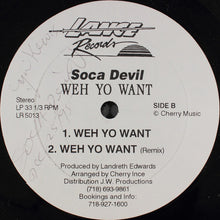 LANKE
Records
Soca Devil
WEH YO WANT
Stereo
LP 33 1/3 RPM
LR 5013
SIDE B
© Cherry Music
1. WEH YO WANT
2. WEH YO WANT (Remix)
Produced by Landreth Edwards
Arranged by Cherry Ince
Distribution J.W. Productions
(718) 693-9861
Bookings and Info:
718-927-1600